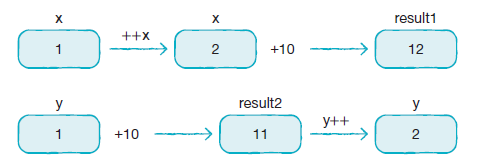 x x result1
++x
1 2 +10 12
y result2 y
y++
1 +10 11 2